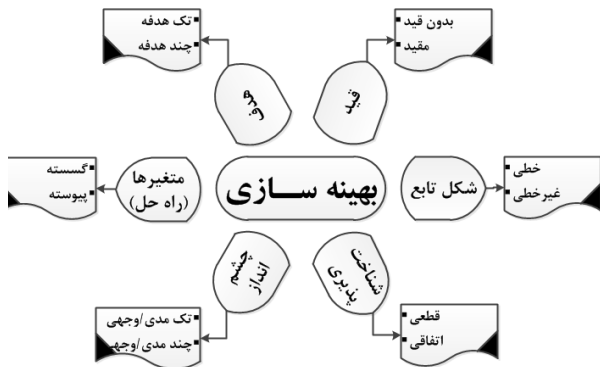 بدون قید
مقید
قید
تک هدفه
چند هدفه
هدف
خطی
غیرخطی
شکل تابع
بهینه ســازی
متغیرها
(راه حل)
گسسته
پیوسته
شناخت
پذیری
قطعی
اتفاقی
چشم
انداز
تک مدی/وجهی
چند مدی/وجهی